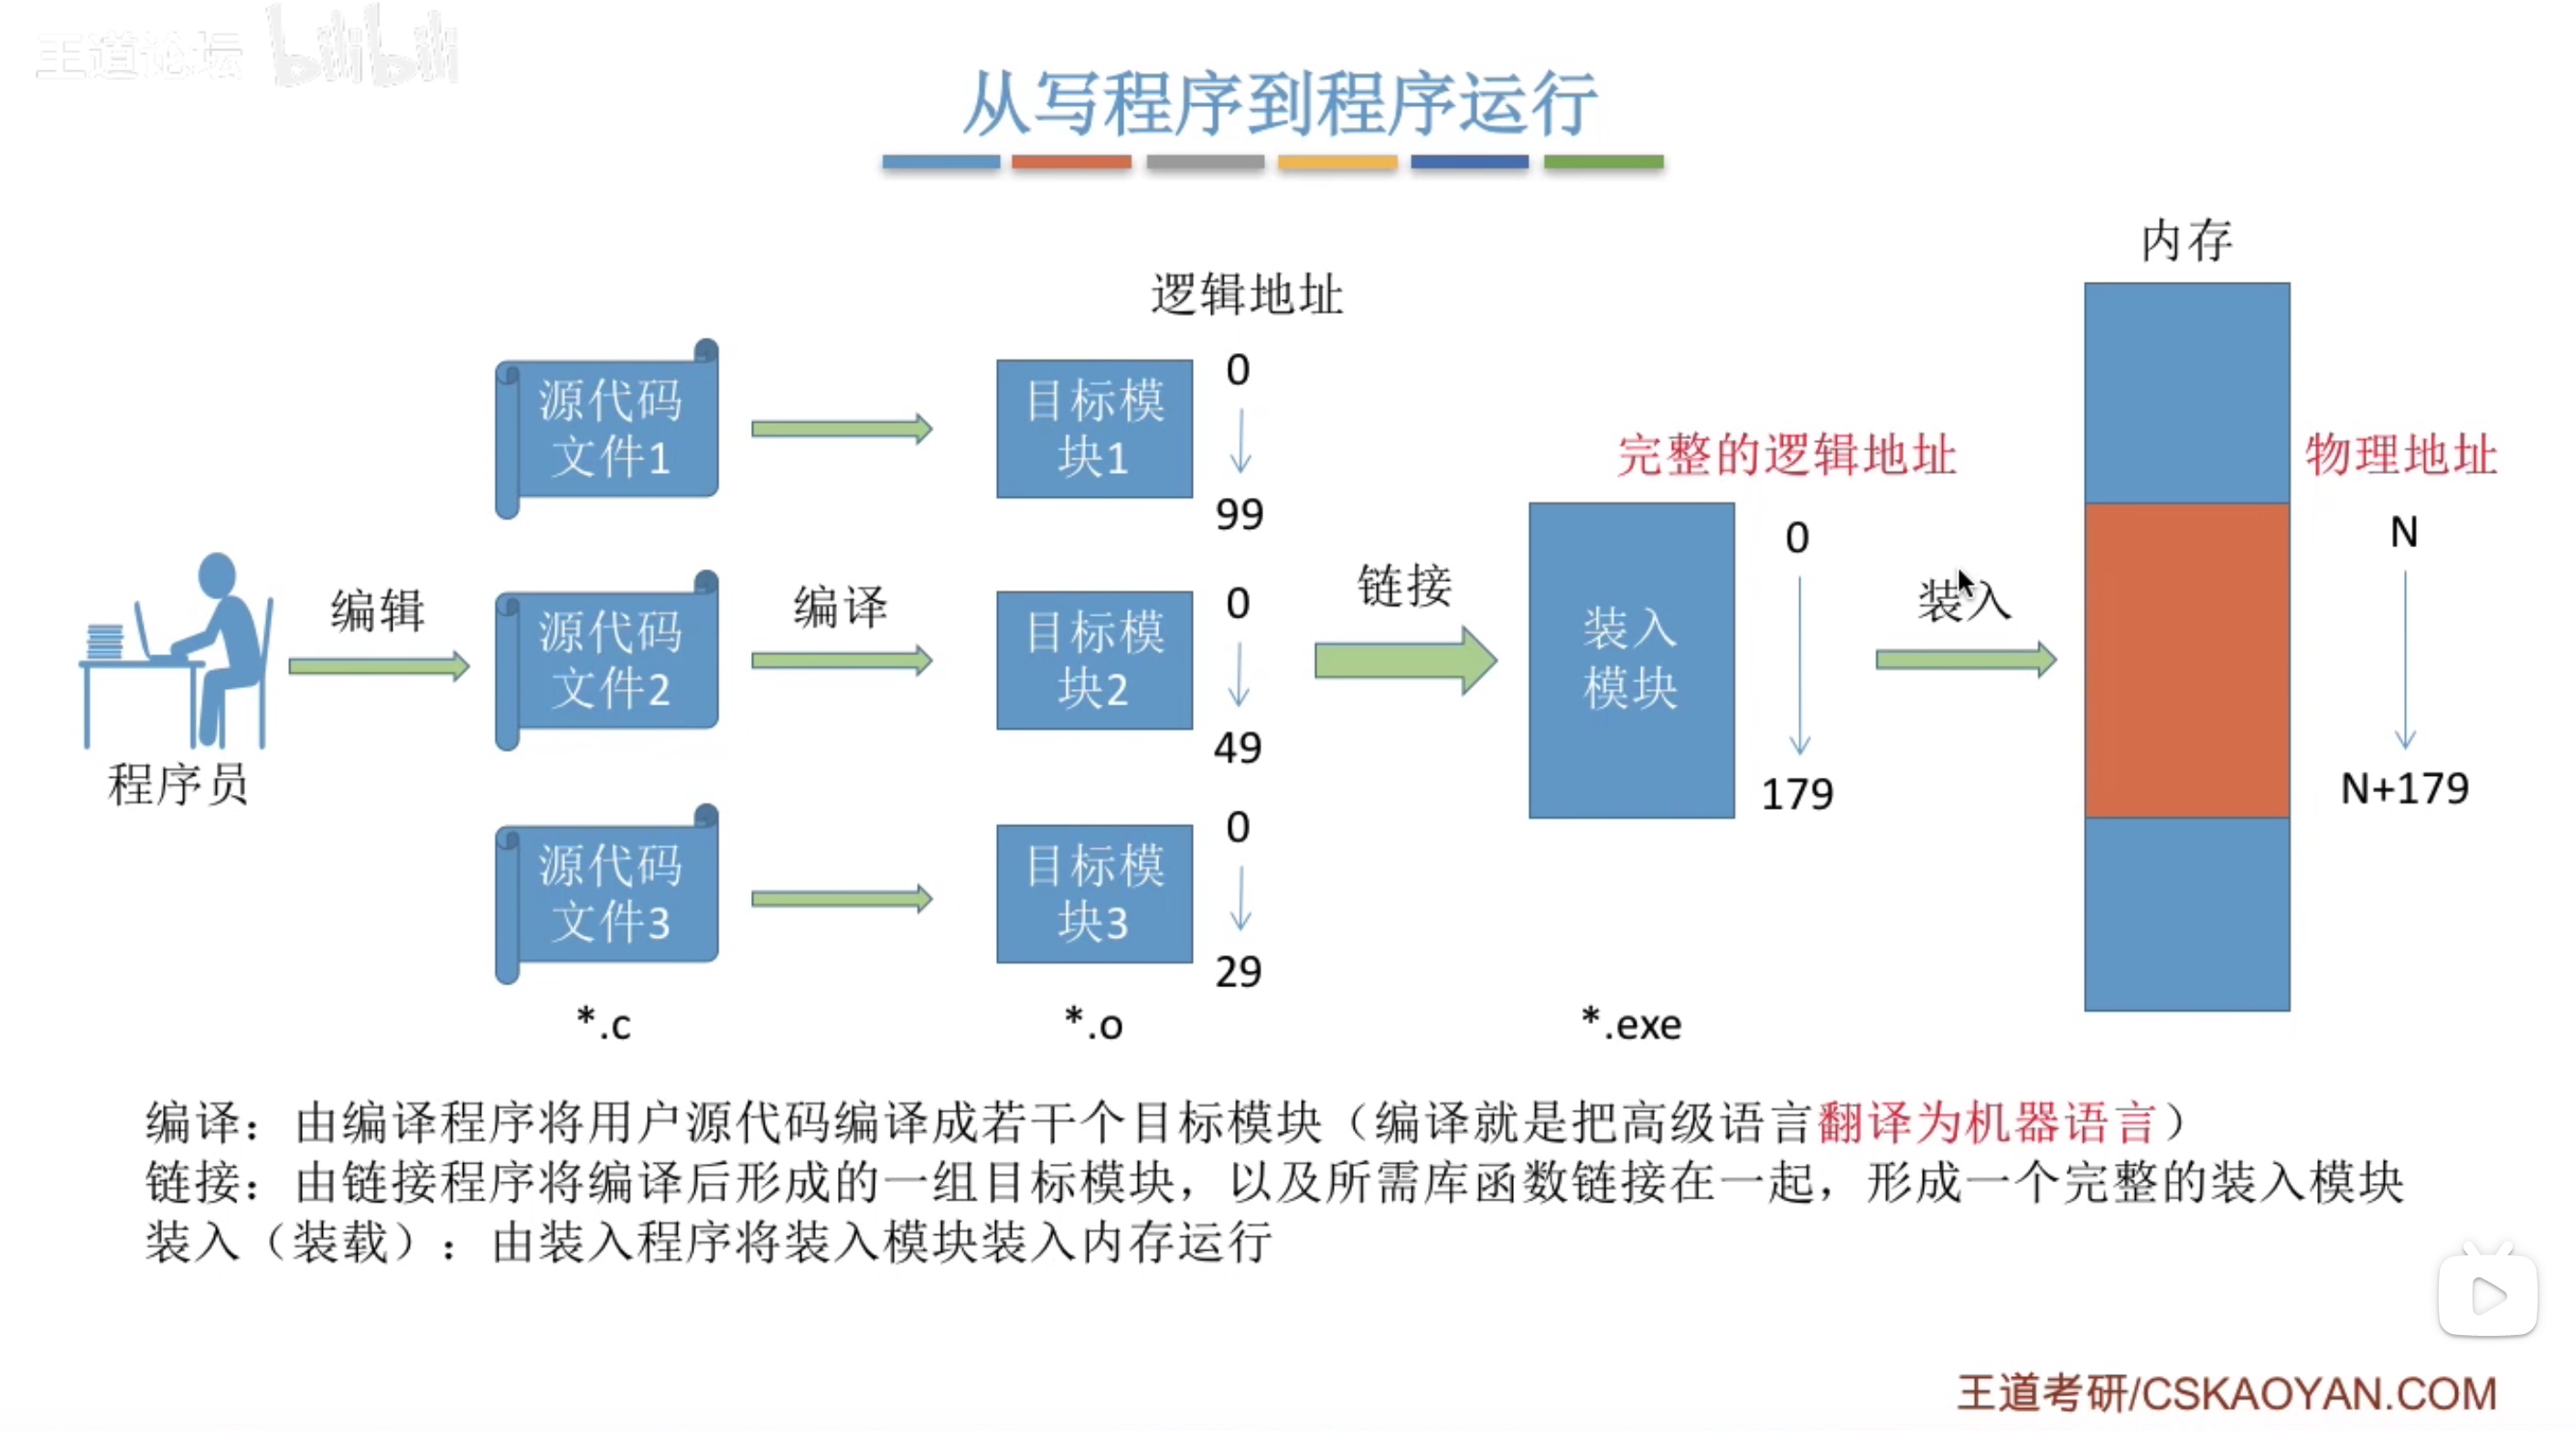 王道论坛 bilibili
从写程序到程序运行
内存
逻辑地址
源代码
文件1
目标模
块1
0
99
完整的逻辑地址
物理地址
程序员
编辑
源代码
文件2
编译
目标模
块2
0
49
链接
装入
模块
0
179
装入
N
N+179
源代码
文件3
目标模
块3
0
29
*.c
*.o
*.exe
编译：由编译程序将用户源代码编译成若干个目标模块（编译就是把高级语言翻译为机器语言）
链接：由链接程序将编译后形成的一组目标模块，以及所需库函数链接在一起，形成一个完整的装入模块
装入（装载）：由装入程序将装入模块装入内存运行
王道考研/CSKAOYAN.COM